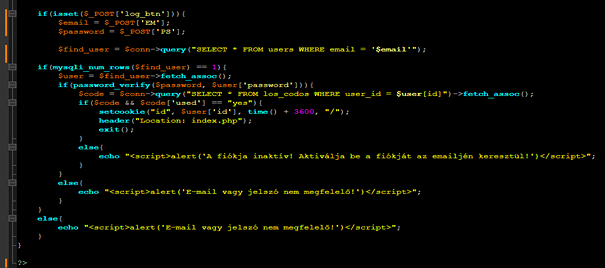 if(isset($_POST['log_btn'])){
$email = $_POST['EM'];
$password = $_POST['PS'];
$find_user = $conn->query("SELECT * FROM users WHERE email = '$email'");
if(mysqli_num_rows($find_user) == 1){
$user = $find_user->fetch_assoc();
if(password_verify($password, $user['password'])){
$code = $conn->query("SELECT * FROM los_codos WHERE user_id = $user[id]")->fetch_assoc();
if($code && $code['used'] == "yes"){
setcookie("id", $user['id'], time() + 3600, "/");
header("Location: index.php");
exit();
}
else{
echo "<script>alert('A fiókja inaktív! Aktiválja be a fiókját az emailjén keresztül!')</script>";
}
}
else{
echo "<script>alert('E-mail vagy jelszó nem megfelelő!')</script>";
}
}
else{
echo "<script>alert('E-mail vagy jelszó nem megfelelő!')</script>";
}
}
?>